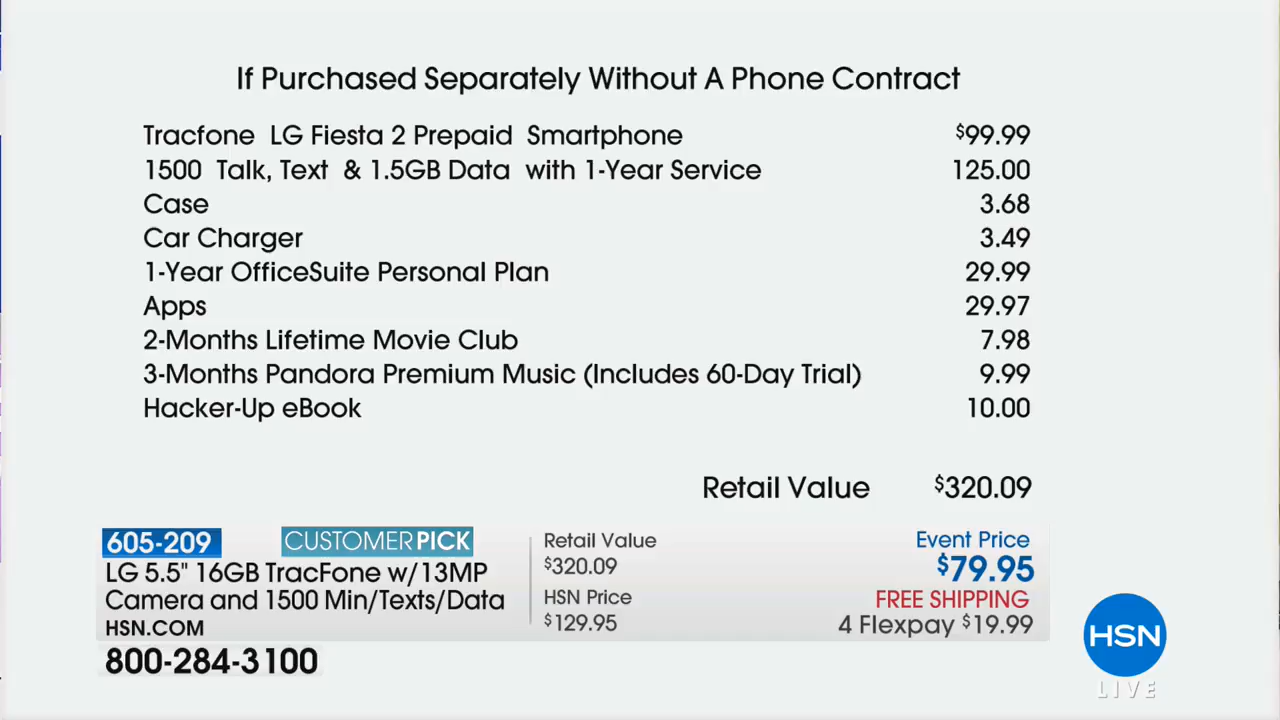 If Purchased Separately Without A Phone Contract
Tracfone LG Fiesta 2 Prepaid Smartphone $99.99
1500 Talk, Text & 1.5GB Data with 1-Year Service 125.00
Case 3.68
Car Charger 3.49
1-Year OfficeSuite Personal Plan 29.99
Apps 29.97
2-Months Lifetime Movie Club 7.98
3-Months Pandora Premium Music (Includes 60-Day Trial) 9.99
Hacker-Up eBook 10.00
Retail Value $320.09
605-209 CUSTOMERPICK
LG 5.5" 16GB TracFone w/13MP
Camera and 1500 Min/Texts/Data
HSN.COM
800-284-3100
Retail Value
$320.09
HSN Price
$129.95
Event Price
$79.95
FREE SHIPPING
4 Flexpay $19.99
HSN
LIVE